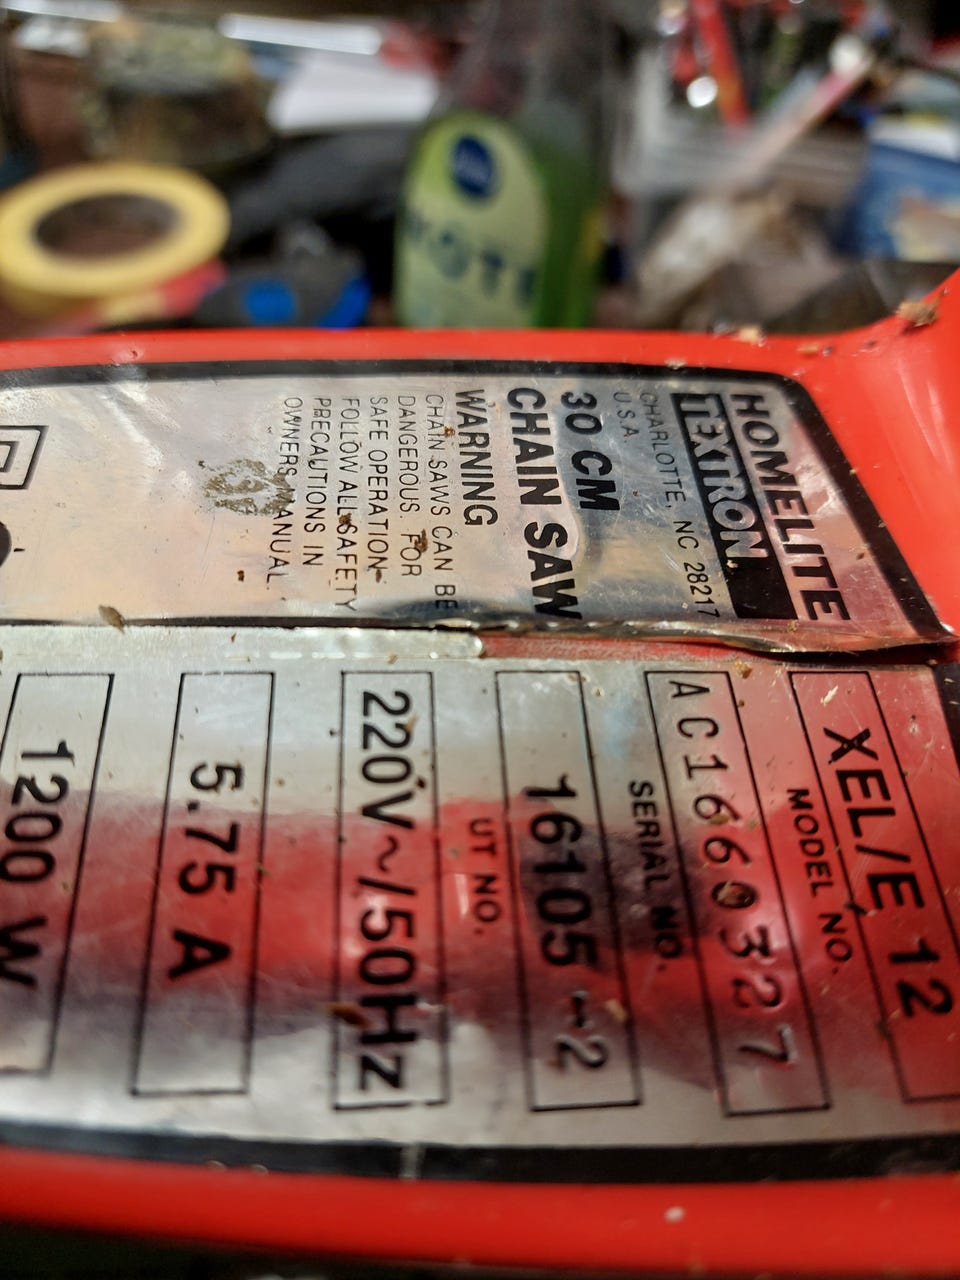 HOMELITE
TEXTRON
CHARLOTTE, NC 28217
U.S.A.
30 CM
CHAIN SAW
WARNING
CHAIN SAWS CAN BE
DANGEROUS. FOR
SAFE OPERATION
FOLLOW ALL SAFETY
PRECAUTIONS IN
OWNERS MANUAL.
XEL/E 12
MODEL NO.
AC1660327
SERIAL NO.
16105-2
UT NO.
220V~/50Hz
5.75 A
1200 W